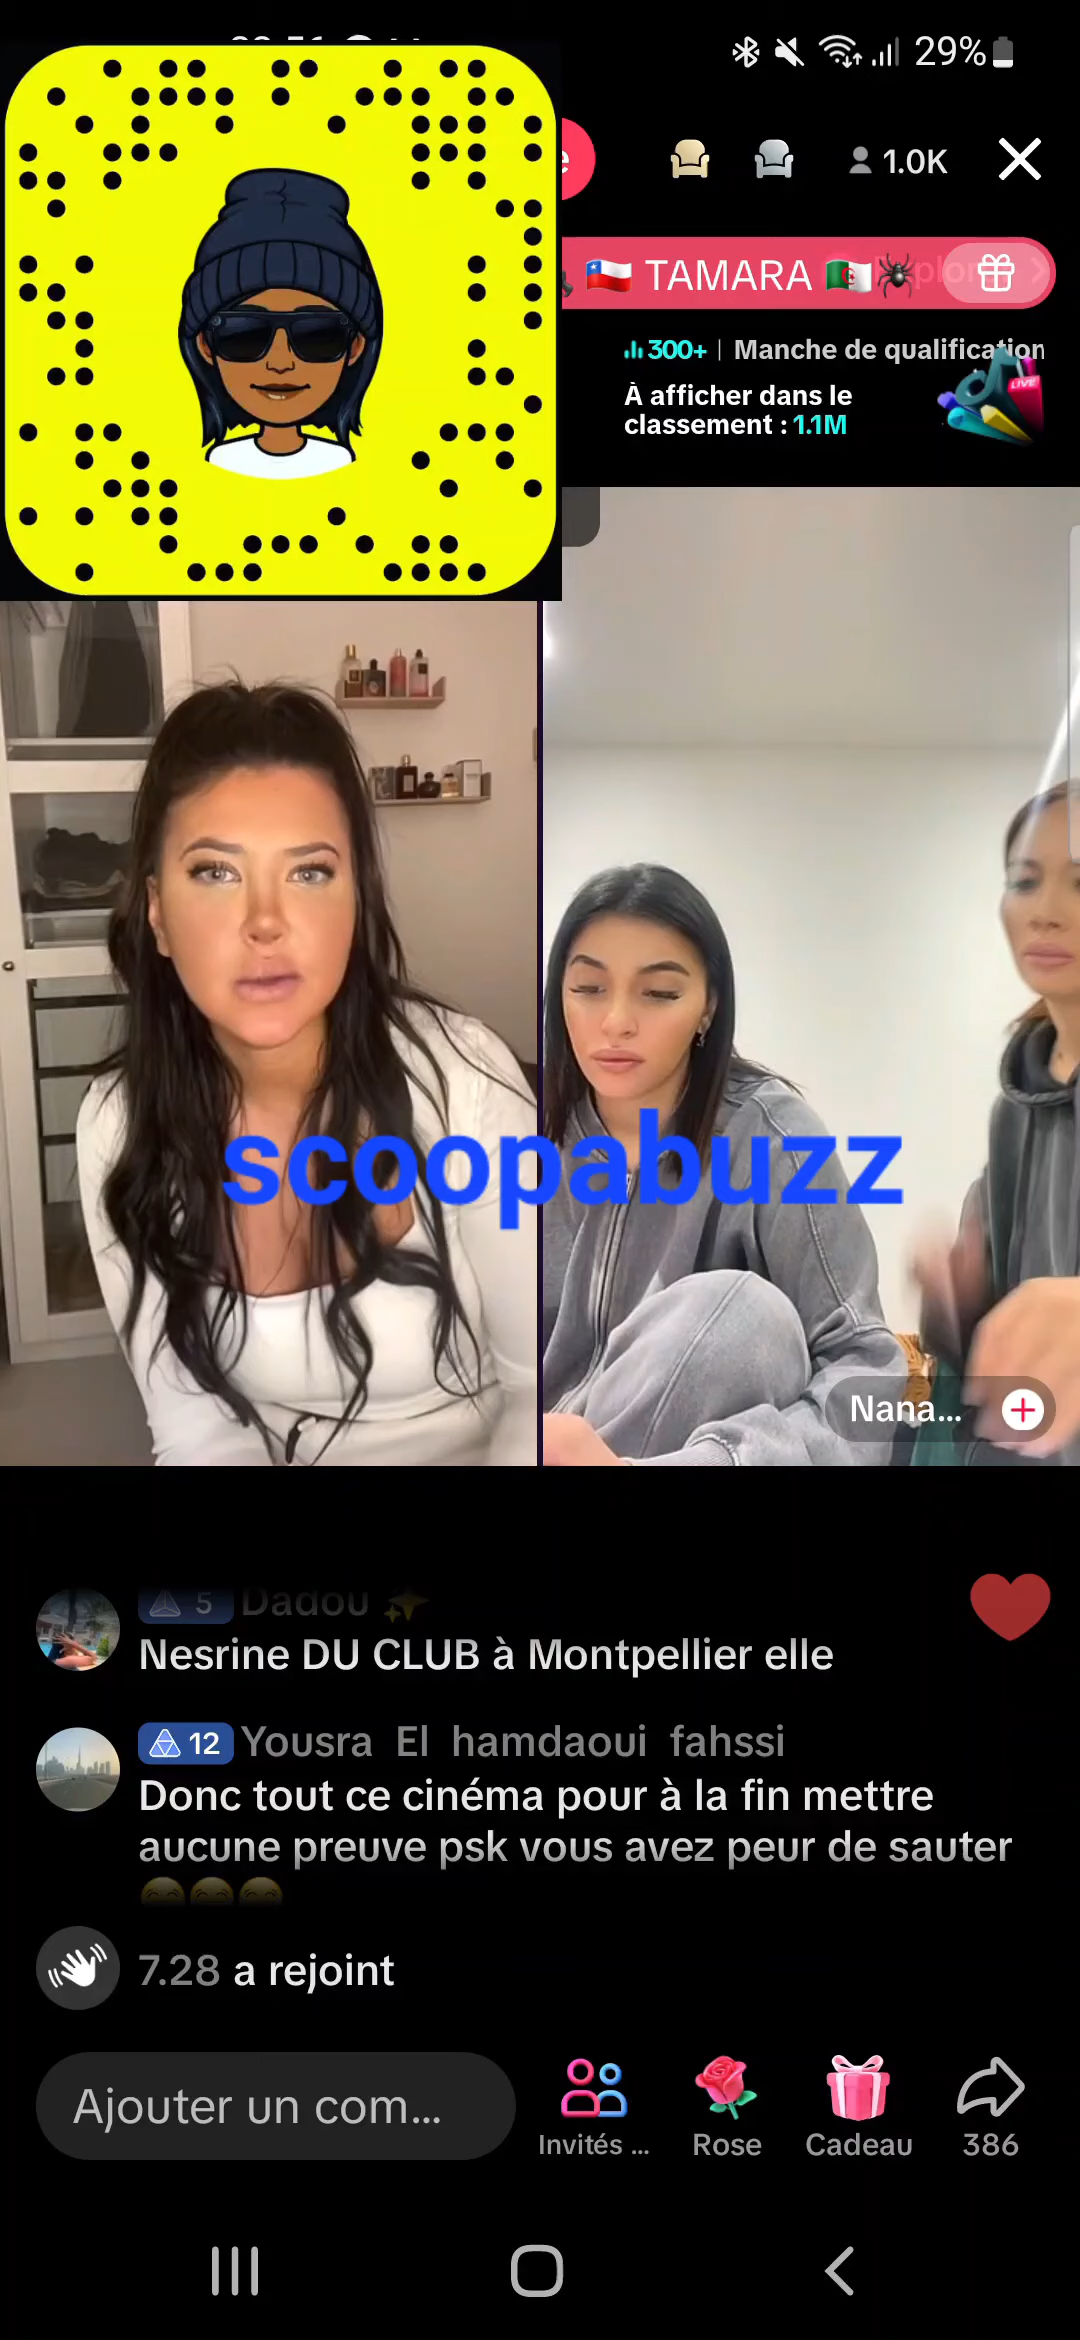 29%
1.0K
🇨🇱 TAMARA 🇩🇿🕷
300+ | Manche de qualification
À afficher dans le
classement : 1.1M
LIVE
scoopabuzz
Nana...
5 Dadou ✨
Nesrine DU CLUB à Montpellier elle
12 Yousra El hamdaoui fahssi
Donc tout ce cinéma pour à la fin mettre
aucune preuve psk vous avez peur de sauter
😂😂😂
7.28 a rejoint
Ajouter un com...
Invités ...
Rose
Cadeau
386